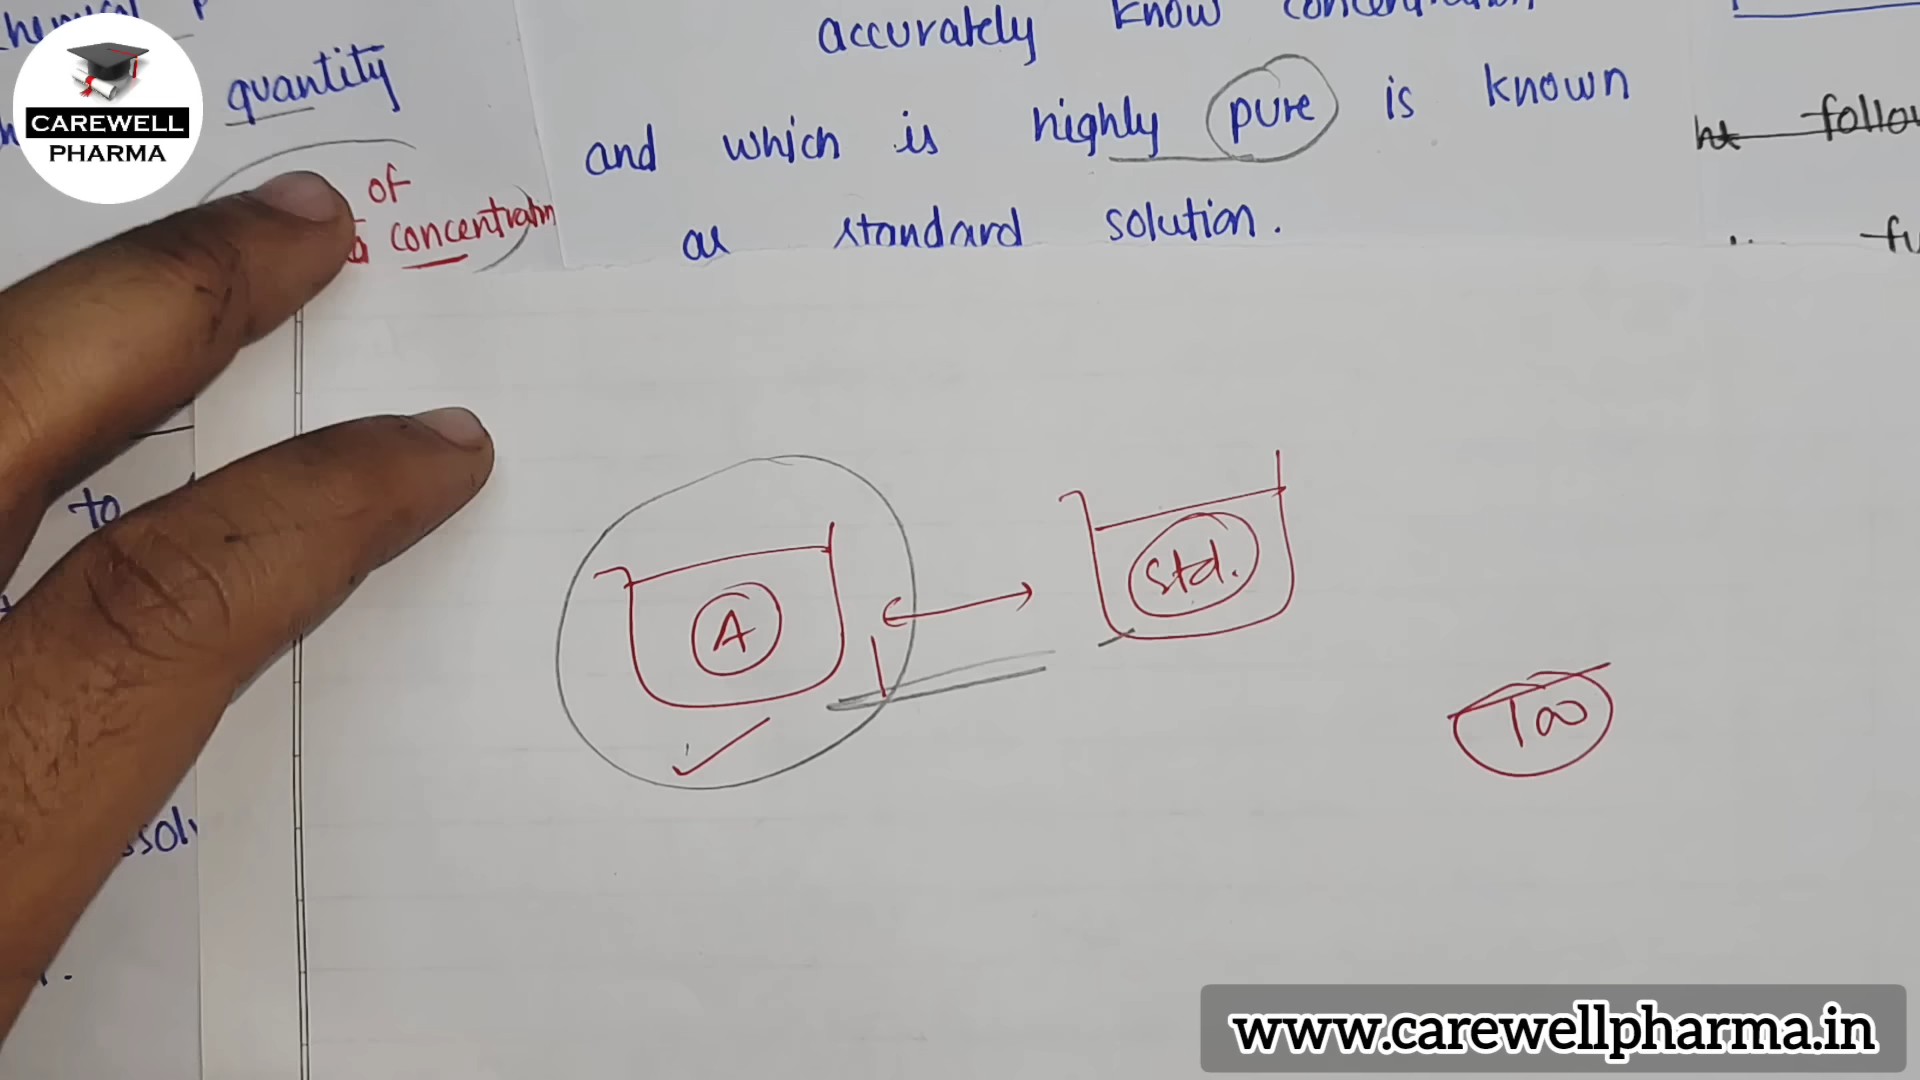 CAREWELL
PHARMA
quantity
of
concentration
accurately know
and which is highly pure is known
as standard solution.
to
A
Std.
www.carewellpharma.in